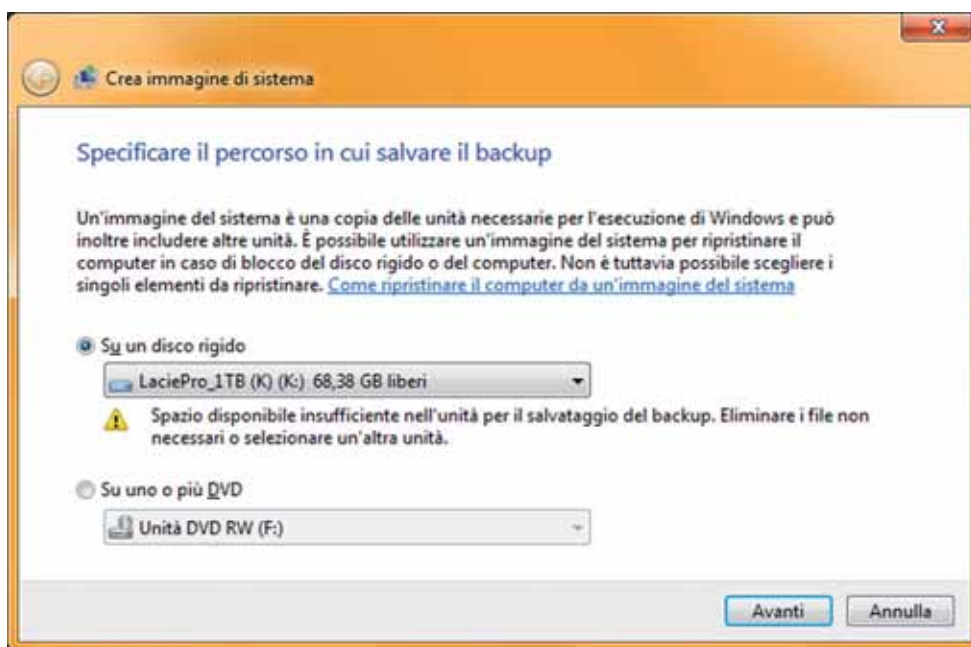 Crea immagine di sistema
Specificare il percorso in cui salvare il backup
Un'immagine del sistema è una copia delle unità necessarie per l'esecuzione di Windows e può
inoltre includere altre unità. È possibile utilizzare un'immagine del sistema per ripristinare il
computer in caso di blocco del disco rigido o del computer. Non è tuttavia possibile scegliere i
singoli elementi da ripristinare. Come ripristinare il computer da un'immagine del sistema
Su un disco rigido
LaciePro_1TB (K) (K:) 68,38 GB liberi
Spazio disponibile insufficiente nell'unità per il salvataggio del backup. Eliminare i file non
necessari o selezionare un'altra unità.
Su uno o più DVD
Unità DVD RW (F:)
Avanti
Annulla